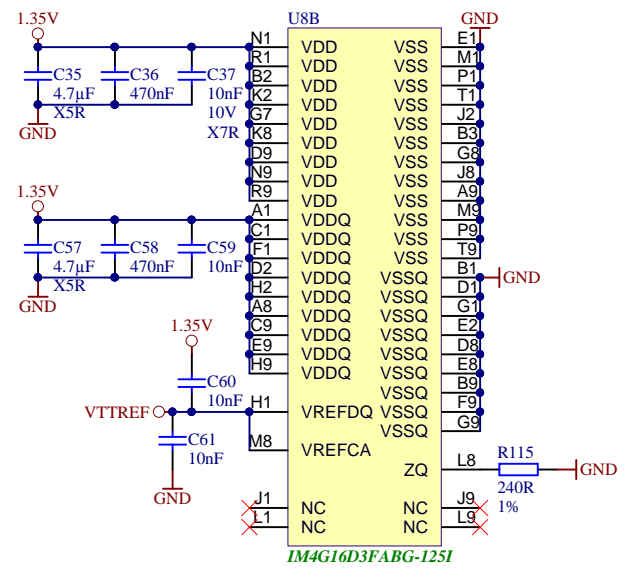 1.35V
U8B
GND
N1 VDD VSS E1
R1 VDD VSS M1
C35 C36 C37 B2 VDD VSS P1
4.7µF 470nF 10nF K2 VDD VSS T1
X5R 10V G7 VDD VSS J2
GND X7R K8 VDD VSS B3
D9 VDD VSS G8
N9 VDD VSS J8
1.35V R9 VDD VSS A9
A1 VDDQ VSS M9
C1 VDDQ VSS P9
C57 C58 C59 F1 VDDQ VSS T9
4.7µF 470nF 10nF D2 VDDQ VSSQ B1 GND
X5R H2 VDDQ VSSQ D1
GND A8 VDDQ VSSQ G1
1.35V C9 VDDQ VSSQ E2
E9 VDDQ VSSQ D8
C60 H9 VDDQ VSSQ E8
10nF VSSQ B9
VTTREF H1 VREFDQ VSSQ F9
C61 VSSQ G9
10nF M8 VREFCA
R115
ZQ L8 GND
GND 240R
J1 NC NC J9 1%
L1 NC NC L9
IM4G16D3FABG-125I